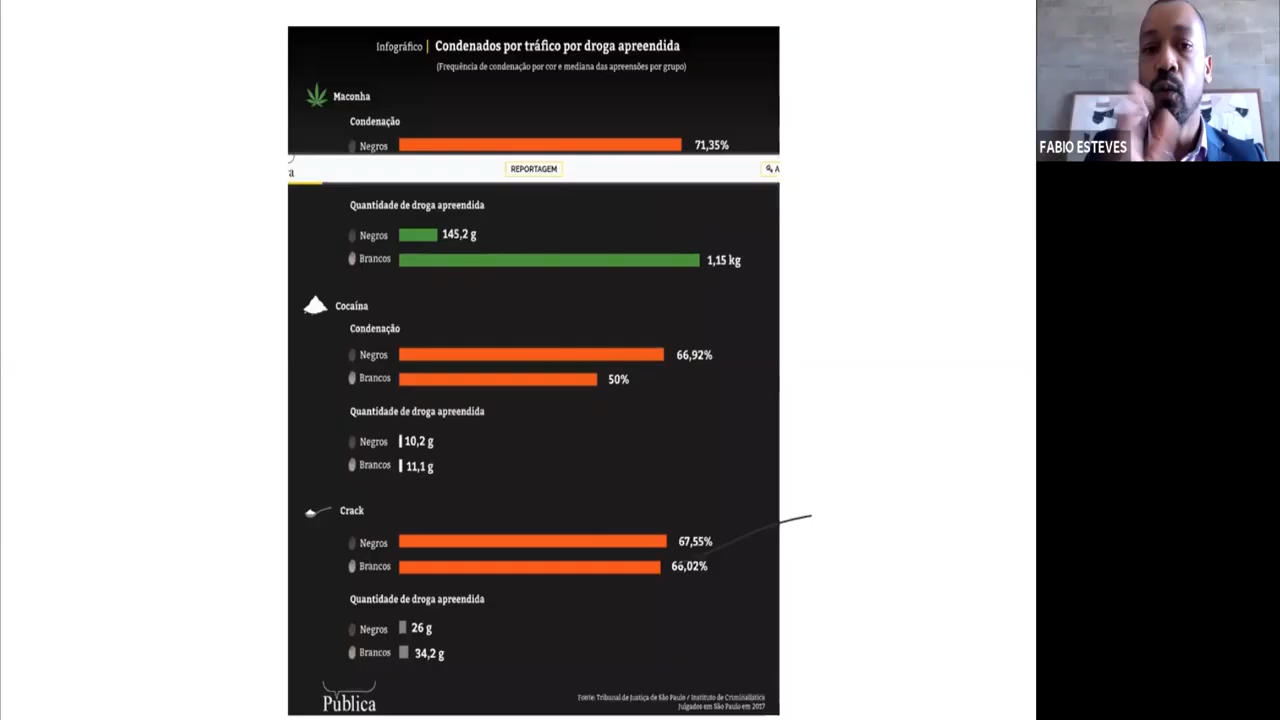 Infográfico | Condenados por tráfico por droga apreendida
(Frequência de condenação por cor e mediana das apreensões por grupo)
Maconha
Condenação
Negros 71,35%
a REPORTAGEM A
Quantidade de droga apreendida
Negros 145,2 g
Brancos 1,15 kg
Cocaína
Condenação
Negros 66,92%
Brancos 50%
Quantidade de droga apreendida
Negros 10,2 g
Brancos 11,1 g
Crack
Negros 67,55%
Brancos 66,02%
Quantidade de droga apreendida
Negros 26 g
Brancos 34,2 g
Pública
Fonte: Tribunal de Justiça de São Paulo / Instituto de Criminalística
Julgados em São Paulo em 2017
FABIO ESTEVES